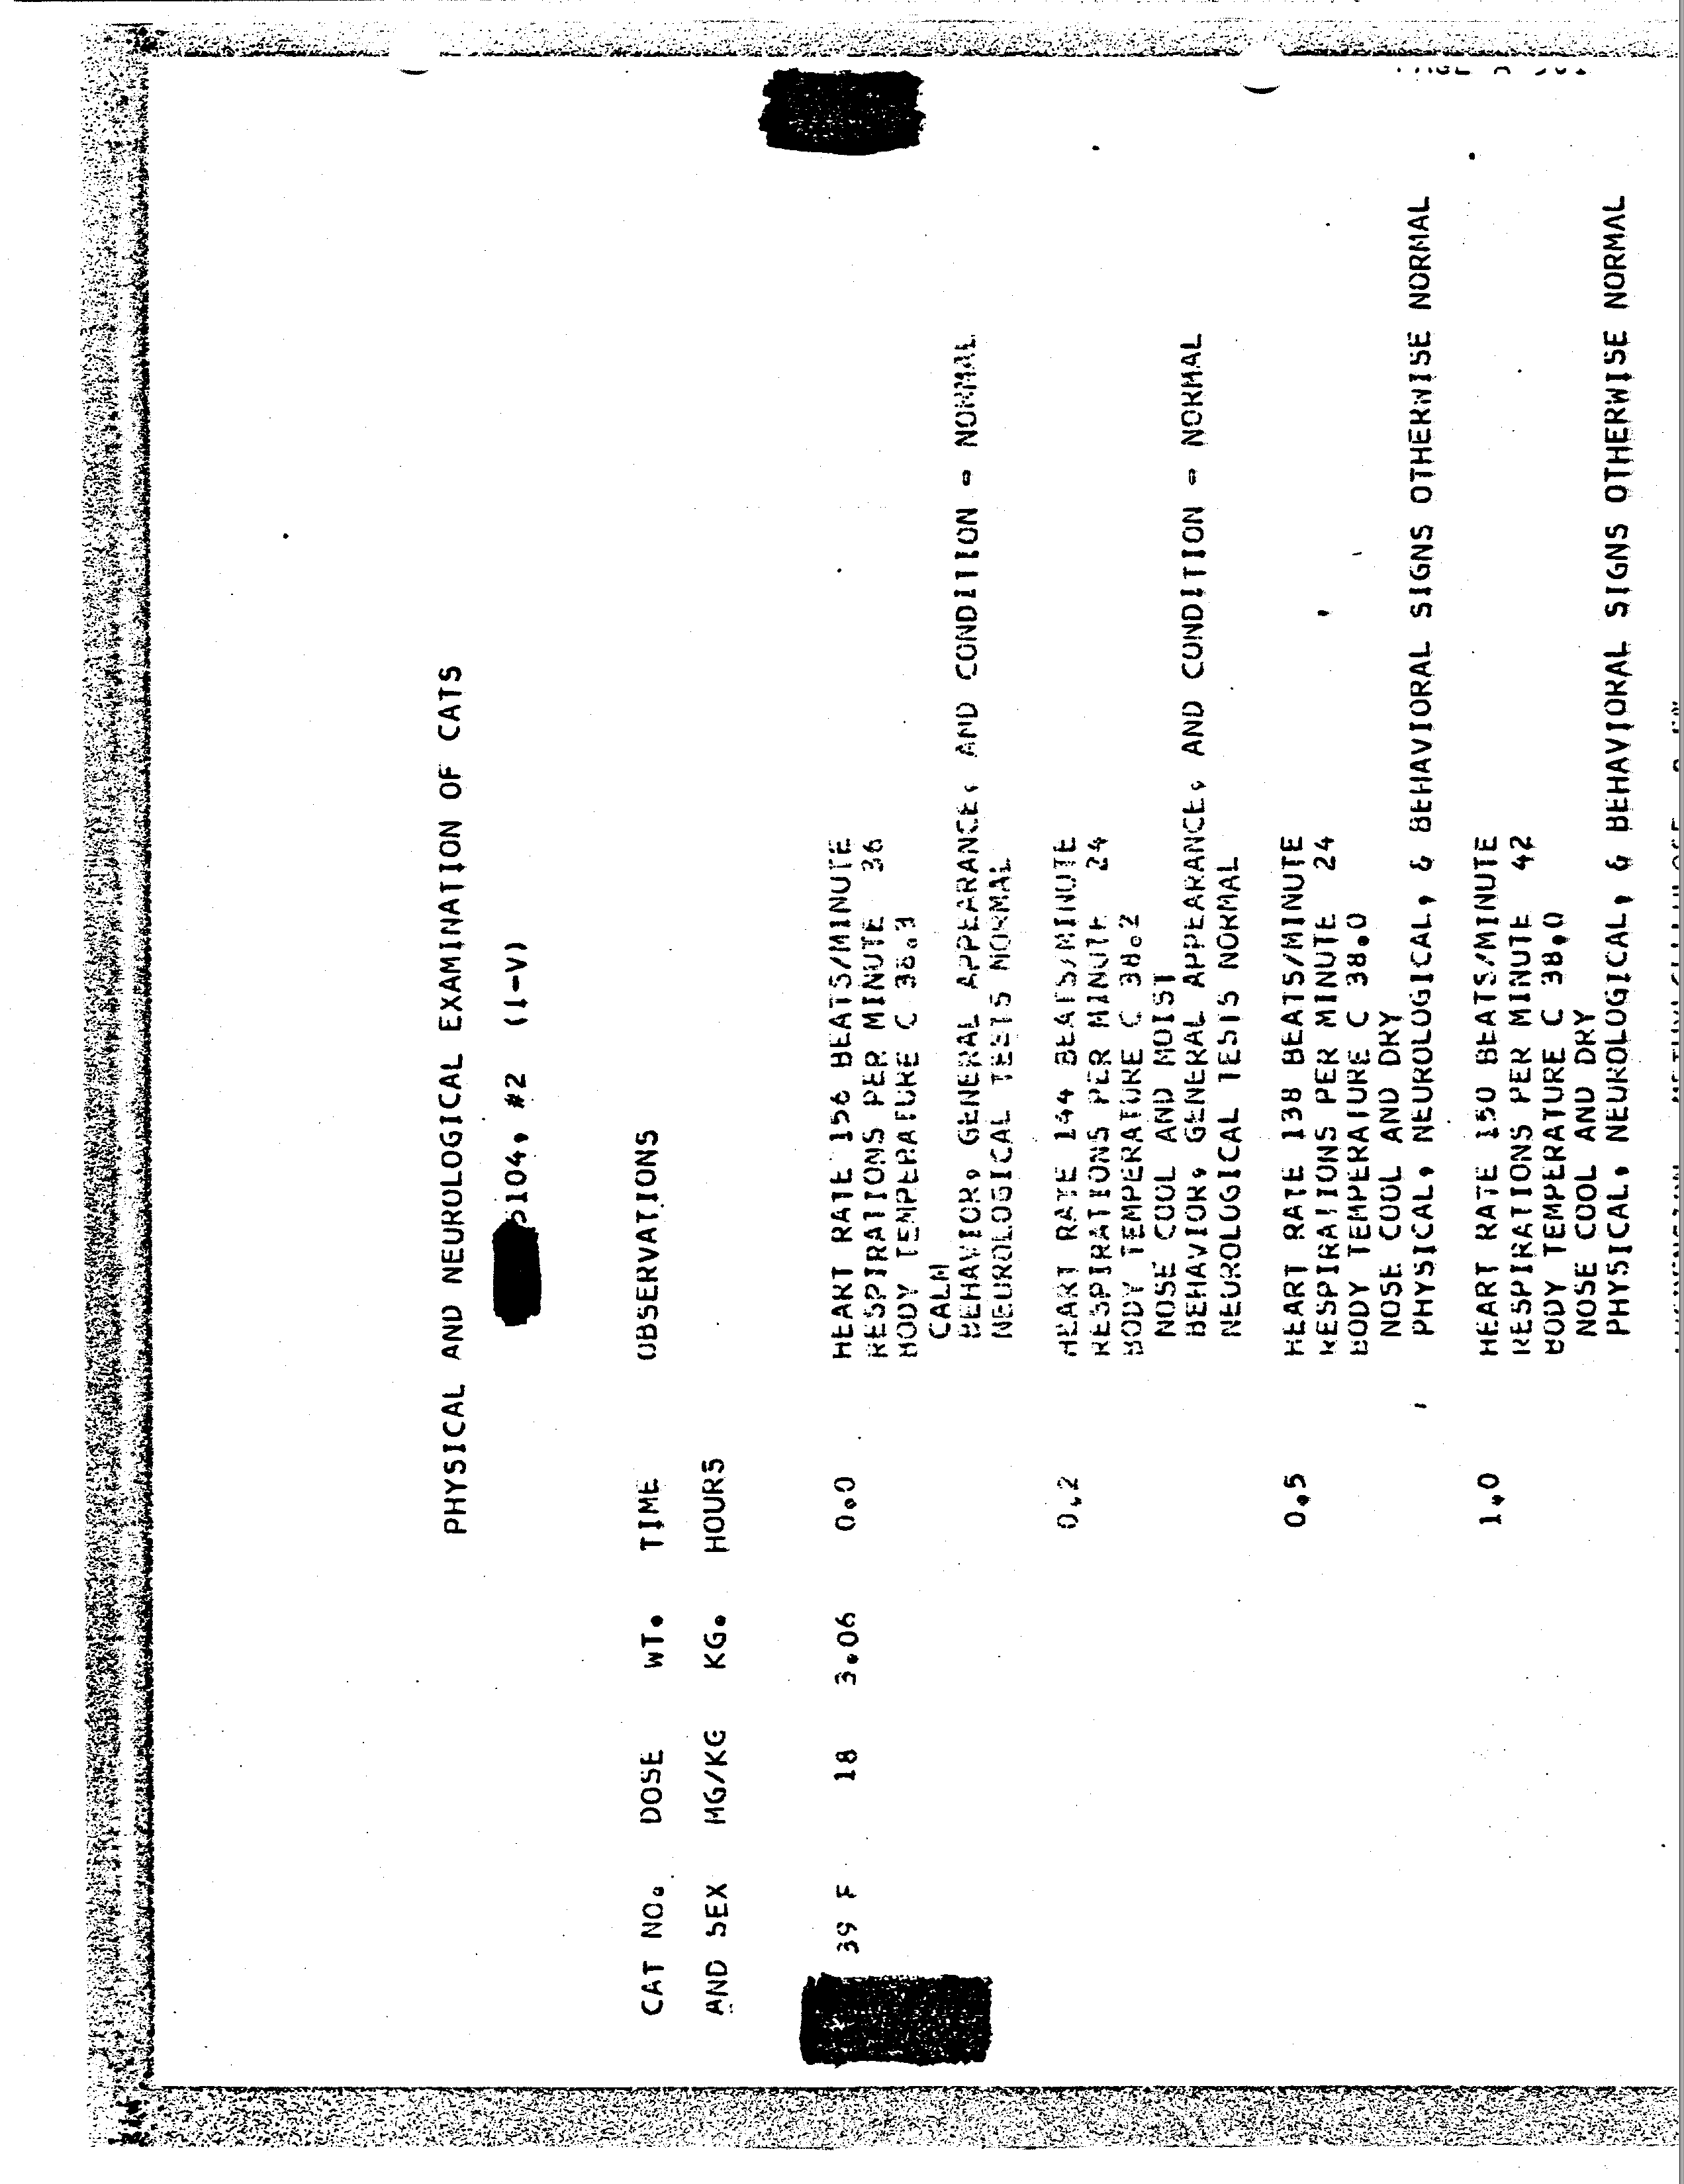 PHYSICAL AND NEUROLOGICAL EXAMINATION OF CATS
5104, #2 (I-V)
CAT NO. DOSE WT. TIME OBSERVATIONS
AND SEX MG/KG KG. HOURS
39 F 18 3.06 0.0 HEART RATE 156 BEATS/MINUTE
RESPIRATIONS PER MINUTE 36
BODY TEMPERATURE C 38.3
CALM
BEHAVIOR, GENERAL APPEARANCE, AND CONDITION - NORMAL
NEUROLOGICAL TESTS NORMAL
0.2 HEART RATE 144 BEATS/MINUTE
RESPIRATIONS PER MINUTE 24
BODY TEMPERATURE C 38.2
NOSE COOL AND MOIST
BEHAVIOR, GENERAL APPEARANCE, AND CONDITION - NORMAL
NEUROLOGICAL TESTS NORMAL
0.5 HEART RATE 138 BEATS/MINUTE
RESPIRATIONS PER MINUTE 24
BODY TEMPERATURE C 38.0
NOSE COOL AND DRY
PHYSICAL, NEUROLOGICAL, & BEHAVIORAL SIGNS OTHERWISE NORMAL
1.0 HEART RATE 150 BEATS/MINUTE
RESPIRATIONS PER MINUTE 42
BODY TEMPERATURE C 38.0
NOSE COOL AND DRY
PHYSICAL, NEUROLOGICAL, & BEHAVIORAL SIGNS OTHERWISE NORMAL